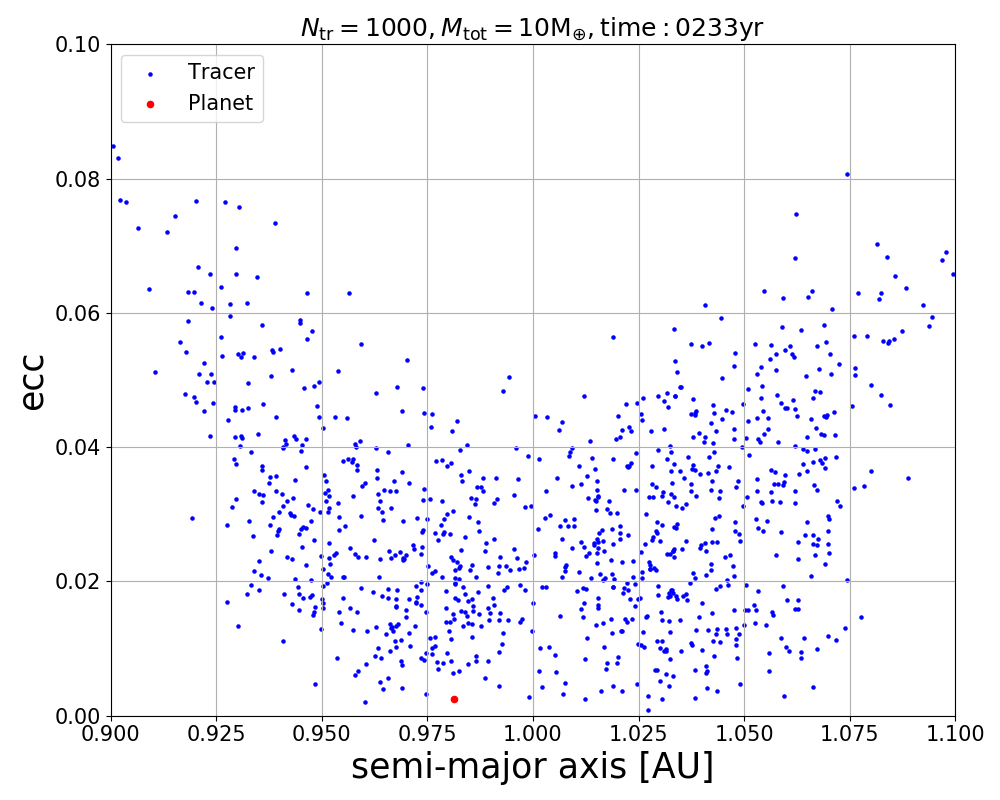 N_tr = 1000, M_tot = 10M_⊕, time : 0233yr
Tracer
Planet
0.10
0.08
0.06
0.04
0.02
0.00
ecc
0.900 0.925 0.950 0.975 1.000 1.025 1.050 1.075 1.100
semi-major axis [AU]